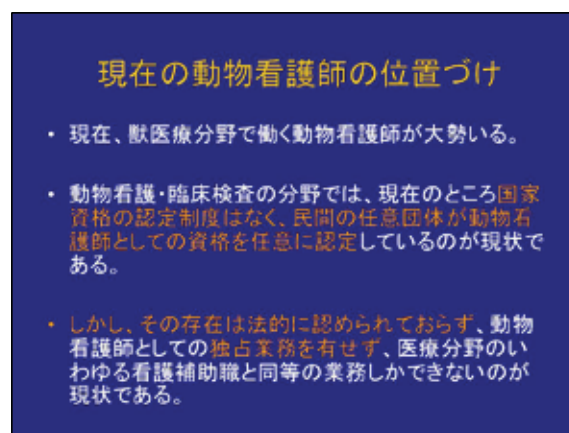 現在の動物看護師の位置づけ
• 現在、獣医療分野で働く動物看護師が大勢いる。
• 動物看護・臨床検査の分野では、現在のところ国家
資格の認定制度はなく、民間の任意団体が動物看
護師としての資格を任意に認定しているのが現状で
ある。
• しかし、その存在は法的に認められておらず、動物
看護師としての独占業務を有せず、医療分野のい
わゆる看護補助職と同等の業務しかできないのが
現状である。